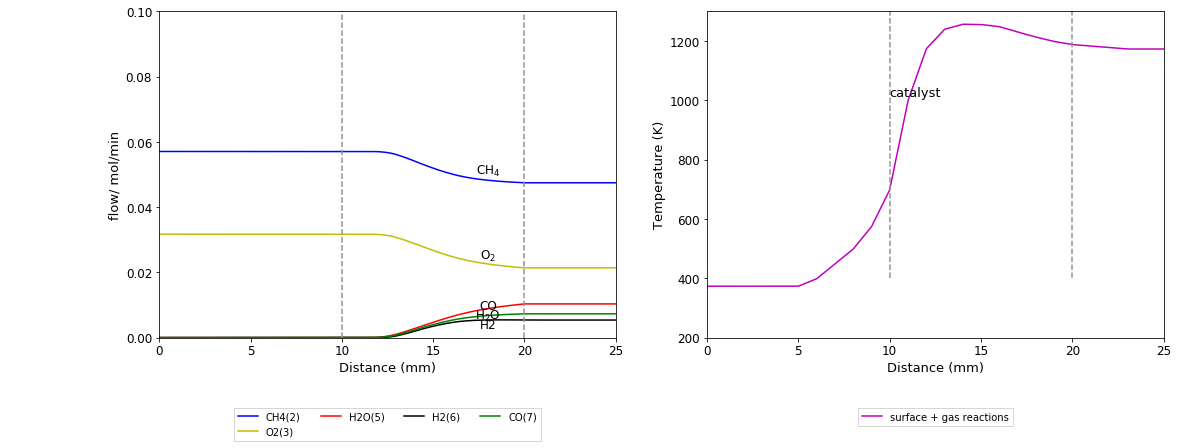 0.10
0.08
0.06
0.04
0.02
0.00
flow/ mol/min
CH4
O2
CO
H2O
H2
0 5 10 15 20 25
Distance (mm)
CH4(2) H2O(5) H2(6) CO(7)
O2(3)
1200
1000
800
600
400
200
Temperature (K)
catalyst
0 5 10 15 20 25
Distance (mm)
surface + gas reactions